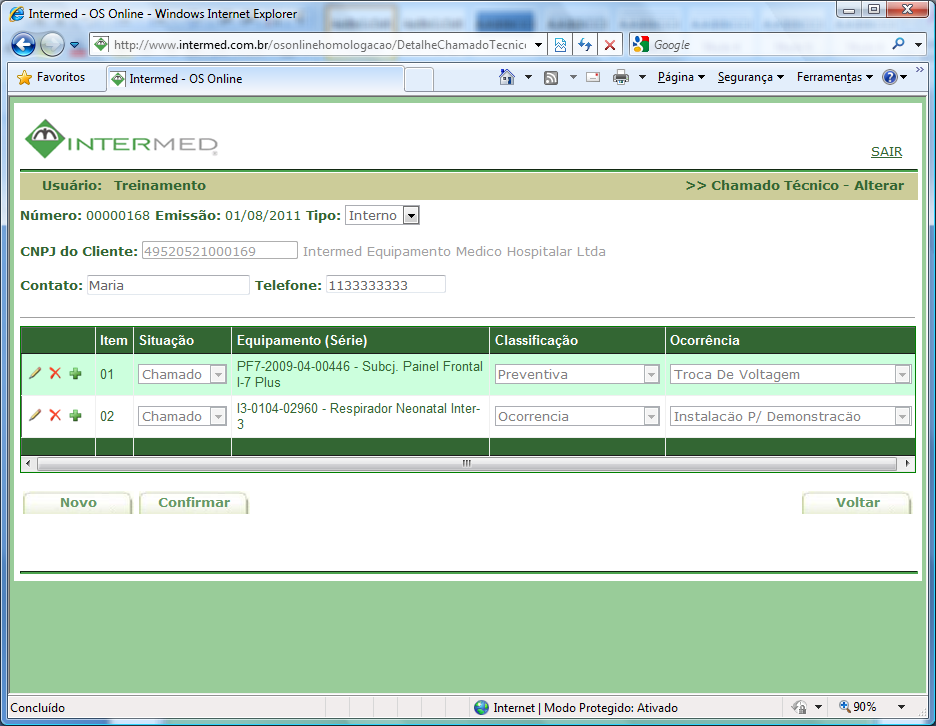 Intermed - OS Online - Windows Internet Explorer
http://www.intermed.com.br/osonlinehomologacao/DetalheChamadoTecnico
Google
Favoritos
Intermed - OS Online
Página
Segurança
Ferramentas
INTERMED
SAIR
Usuário: Treinamento
>> Chamado Técnico - Alterar
Número: 00000168 Emissão: 01/08/2011 Tipo: Interno
CNPJ do Cliente: 49520521000169 Intermed Equipamento Medico Hospitalar Ltda
Contato: Maria Telefone: 1133333333
Item Situação Equipamento (Série) Classificação Ocorrência
01 Chamado PF7-2009-04-00446 - Subcj. Painel Frontal
I-7 Plus
Preventiva Troca De Voltagem
02 Chamado I3-0104-02960 - Respirador Neonatal Inter-
3
Ocorrencia Instalacão P/ Demonstracão
Novo Confirmar Voltar
Concluído
Internet | Modo Protegido: Ativado
90%